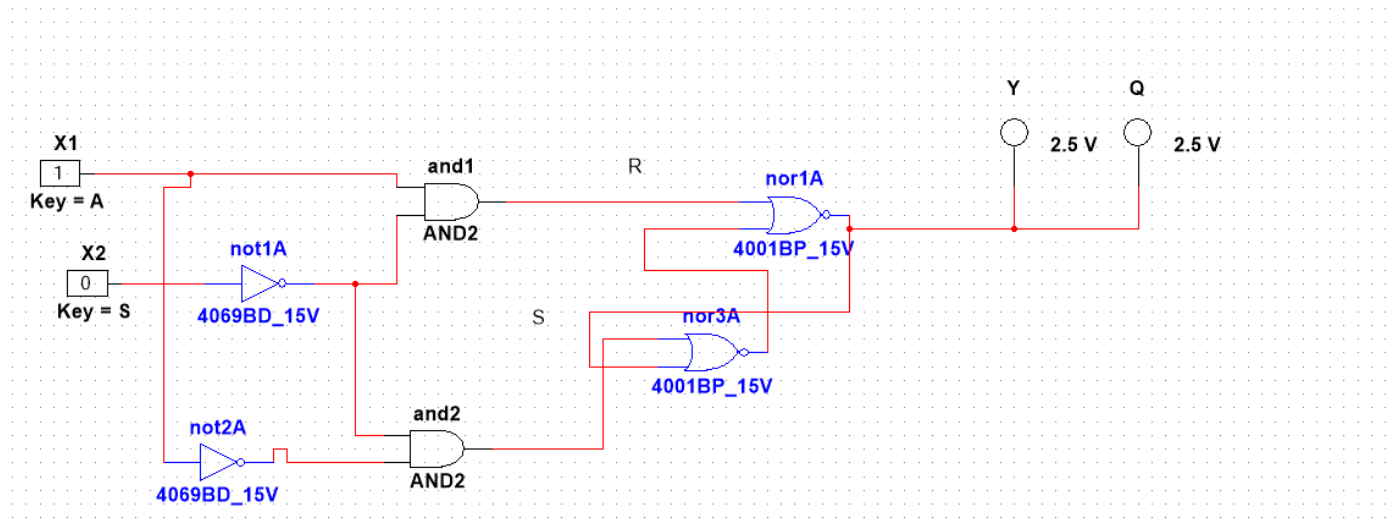 Y
Q
2.5 V
2.5 V
X1
1
Key = A
and1
AND2
R
nor1A
4001BP_15V
X2
0
Key = S
not1A
4069BD_15V
S
nor3A
4001BP_15V
not2A
4069BD_15V
and2
AND2